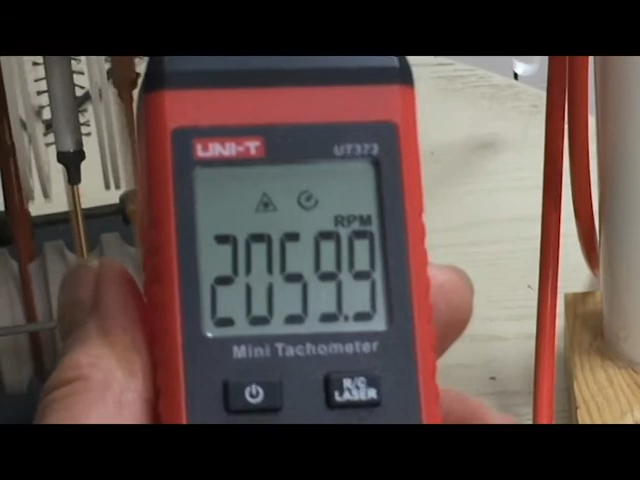 UNI-T UT373
RPM
2059.9
Mini Tachometer
R/C
LASER